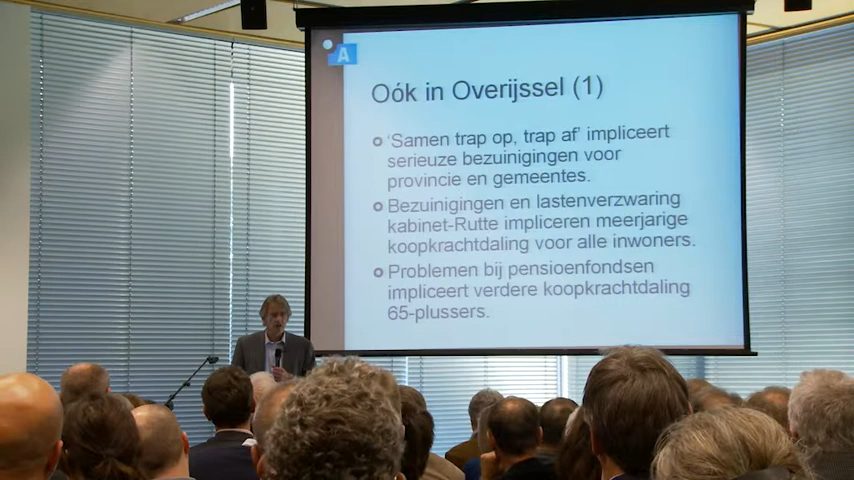 A
Oók in Overijssel (1)
'Samen trap op, trap af' impliceert
serieuze bezuinigingen voor
provincie en gemeentes.
Bezuinigingen en lastenverzwaring
kabinet-Rutte impliceren meerjarige
koopkrachtdaling voor alle inwoners.
Problemen bij pensioenfondsen
impliceert verdere koopkrachtdaling
65-plussers.